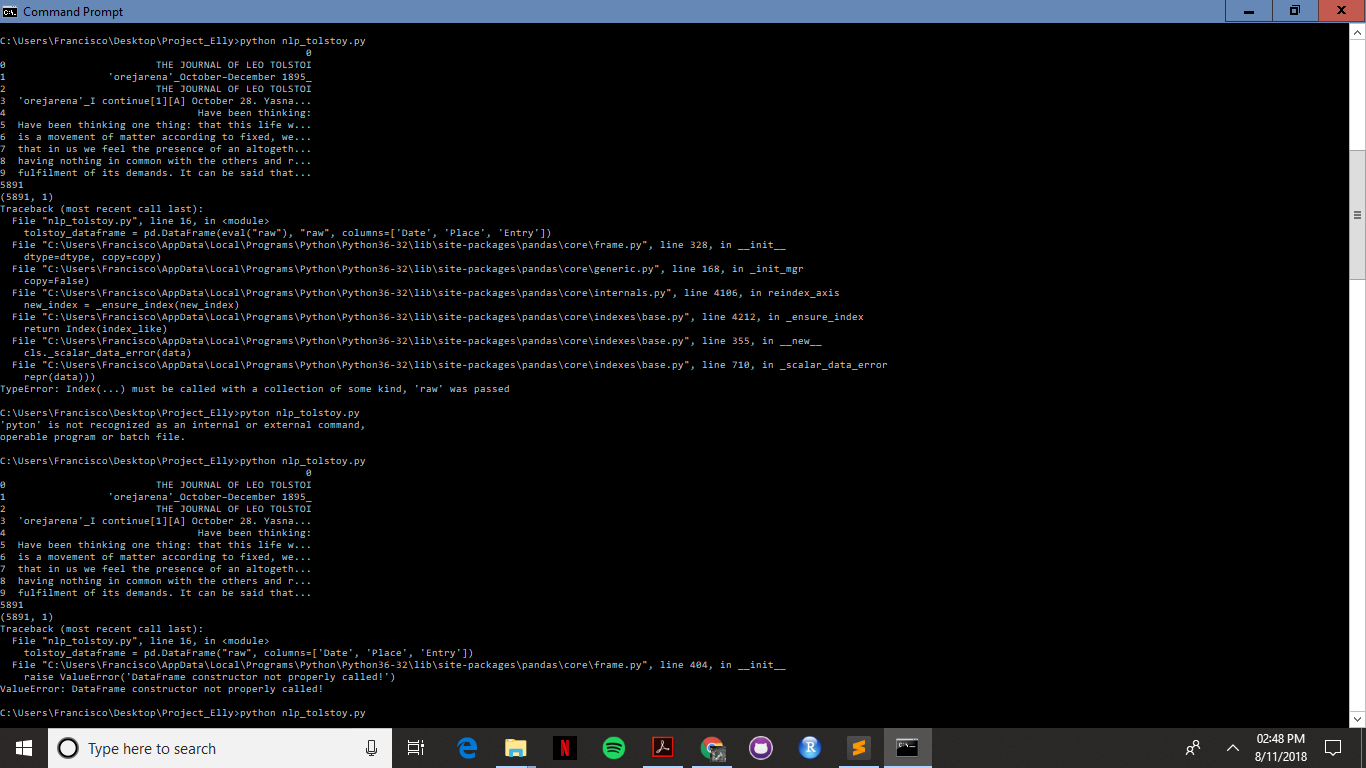 Command Prompt
C:\Users\Francisco\Desktop\Project_Elly>python nlp_tolstoy.py
0
0 THE JOURNAL OF LEO TOLSTOI
1 'orejarena'_October-December 1895_
2 THE JOURNAL OF LEO TOLSTOI
3 'orejarena'_I continue[1][A] October 28. Yasna...
4 Have been thinking:
5 Have been thinking one thing: that this life w...
6 is a movement of matter according to fixed, we...
7 that in us we feel the presence of an altogeth...
8 having nothing in common with the others and r...
9 fulfilment of its demands. It can be said that...
5891
(5891, 1)
Traceback (most recent call last):
File "nlp_tolstoy.py", line 16, in <module>
tolstoy_dataframe = pd.DataFrame(eval("raw"), "raw", columns=['Date', 'Place', 'Entry'])
File "C:\Users\Francisco\AppData\Local\Programs\Python\Python36-32\lib\site-packages\pandas\core\frame.py", line 328, in __init__
dtype=dtype, copy=copy)
File "C:\Users\Francisco\AppData\Local\Programs\Python\Python36-32\lib\site-packages\pandas\core\generic.py", line 168, in _init_mgr
copy=False)
File "C:\Users\Francisco\AppData\Local\Programs\Python\Python36-32\lib\site-packages\pandas\core\internals.py", line 4106, in reindex_axis
new_index = _ensure_index(new_index)
File "C:\Users\Francisco\AppData\Local\Programs\Python\Python36-32\lib\site-packages\pandas\core\indexes\base.py", line 4212, in _ensure_index
return Index(index_like)
File "C:\Users\Francisco\AppData\Local\Programs\Python\Python36-32\lib\site-packages\pandas\core\indexes\base.py", line 355, in __new__
cls._scalar_data_error(data)
File "C:\Users\Francisco\AppData\Local\Programs\Python\Python36-32\lib\site-packages\pandas\core\indexes\base.py", line 710, in _scalar_data_error
repr(data)))
TypeError: Index(...) must be called with a collection of some kind, 'raw' was passed
C:\Users\Francisco\Desktop\Project_Elly>pyton nlp_tolstoy.py
'pyton' is not recognized as an internal or external command,
operable program or batch file.
C:\Users\Francisco\Desktop\Project_Elly>python nlp_tolstoy.py
0
0 THE JOURNAL OF LEO TOLSTOI
1 'orejarena'_October-December 1895_
2 THE JOURNAL OF LEO TOLSTOI
3 'orejarena'_I continue[1][A] October 28. Yasna...
4 Have been thinking:
5 Have been thinking one thing: that this life w...
6 is a movement of matter according to fixed, we...
7 that in us we feel the presence of an altogeth...
8 having nothing in common with the others and r...
9 fulfilment of its demands. It can be said that...
5891
(5891, 1)
Traceback (most recent call last):
File "nlp_tolstoy.py", line 16, in <module>
tolstoy_dataframe = pd.DataFrame("raw", columns=['Date', 'Place', 'Entry'])
File "C:\Users\Francisco\AppData\Local\Programs\Python\Python36-32\lib\site-packages\pandas\core\frame.py", line 404, in __init__
raise ValueError('DataFrame constructor not properly called!')
ValueError: DataFrame constructor not properly called!
C:\Users\Francisco\Desktop\Project_Elly>python nlp_tolstoy.py
Type here to search
02:48 PM
8/11/2018